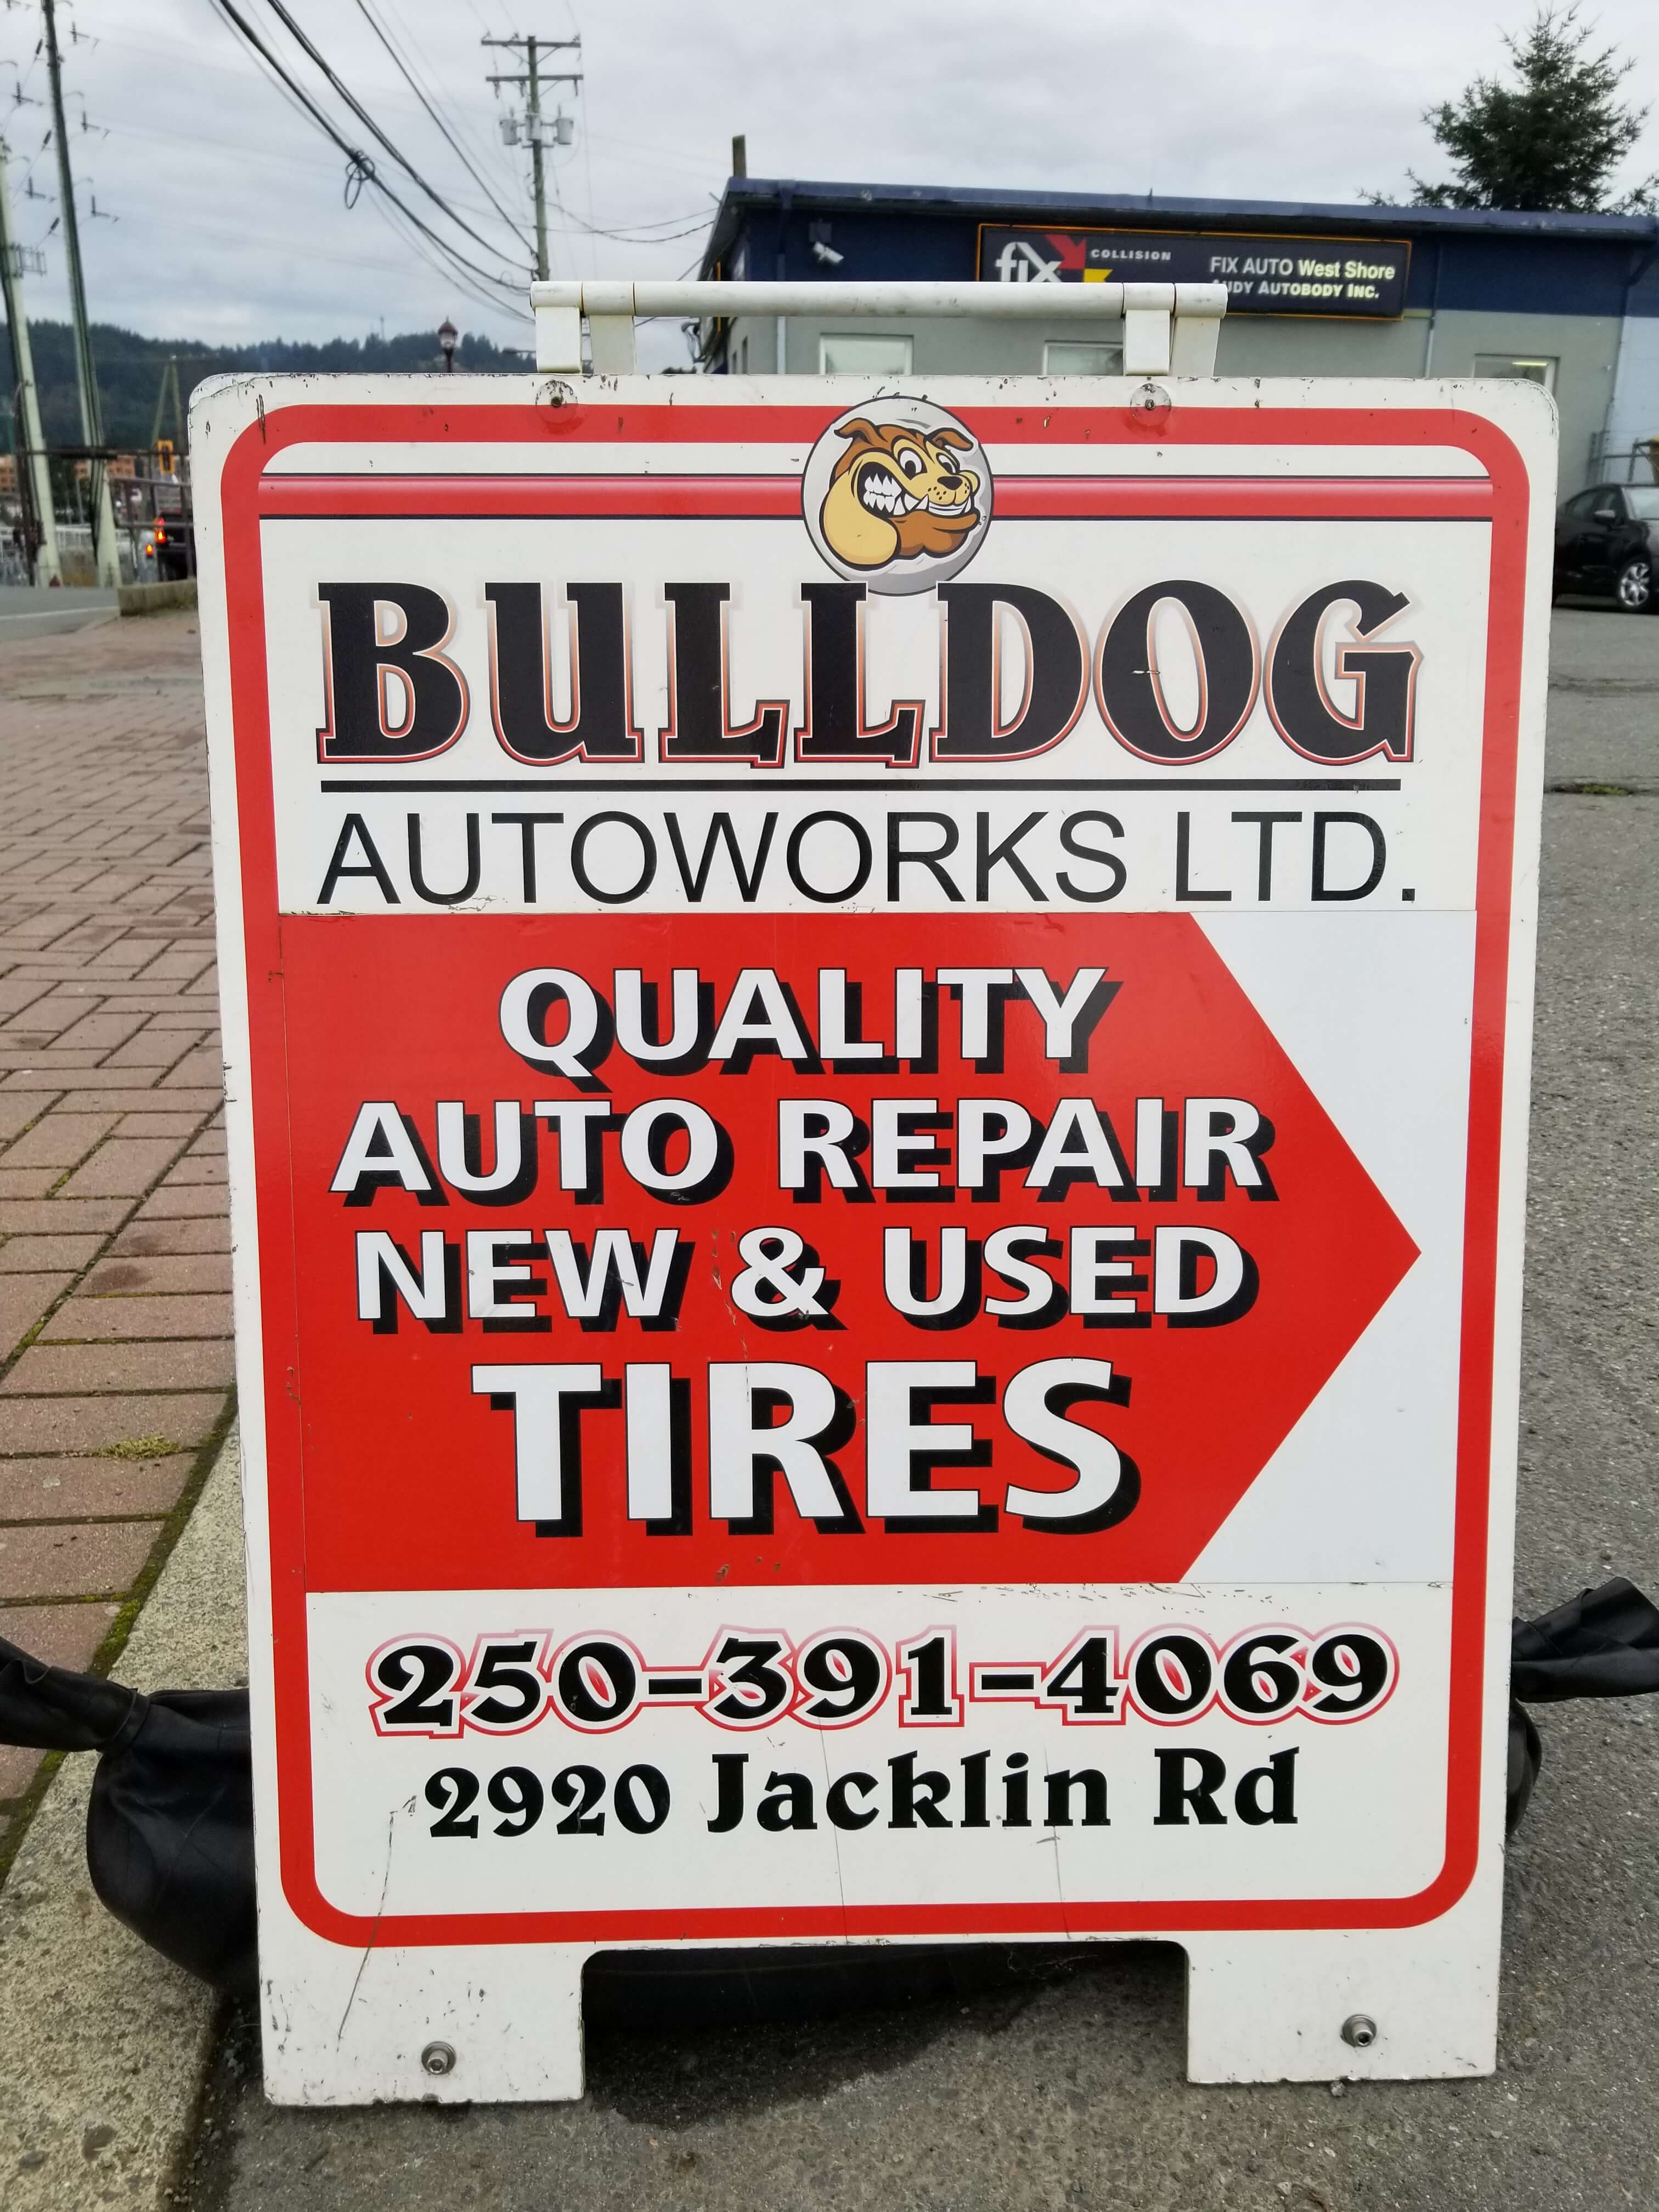 fix COLLISION
FIX AUTO West Shore
AUTOBODY INC.
BULLDOG
AUTOWORKS LTD.
QUALITY
AUTO REPAIR
NEW & USED
TIRES
250-391-4069
2920 Jacklin Rd